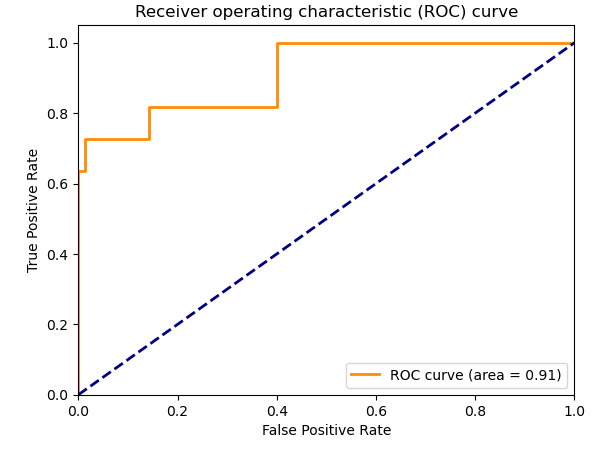 Receiver operating characteristic (ROC) curve
1.0
0.8
0.6
0.4
0.2
0.0
True Positive Rate
0.0 0.2 0.4 0.6 0.8 1.0
False Positive Rate
ROC curve (area = 0.91)